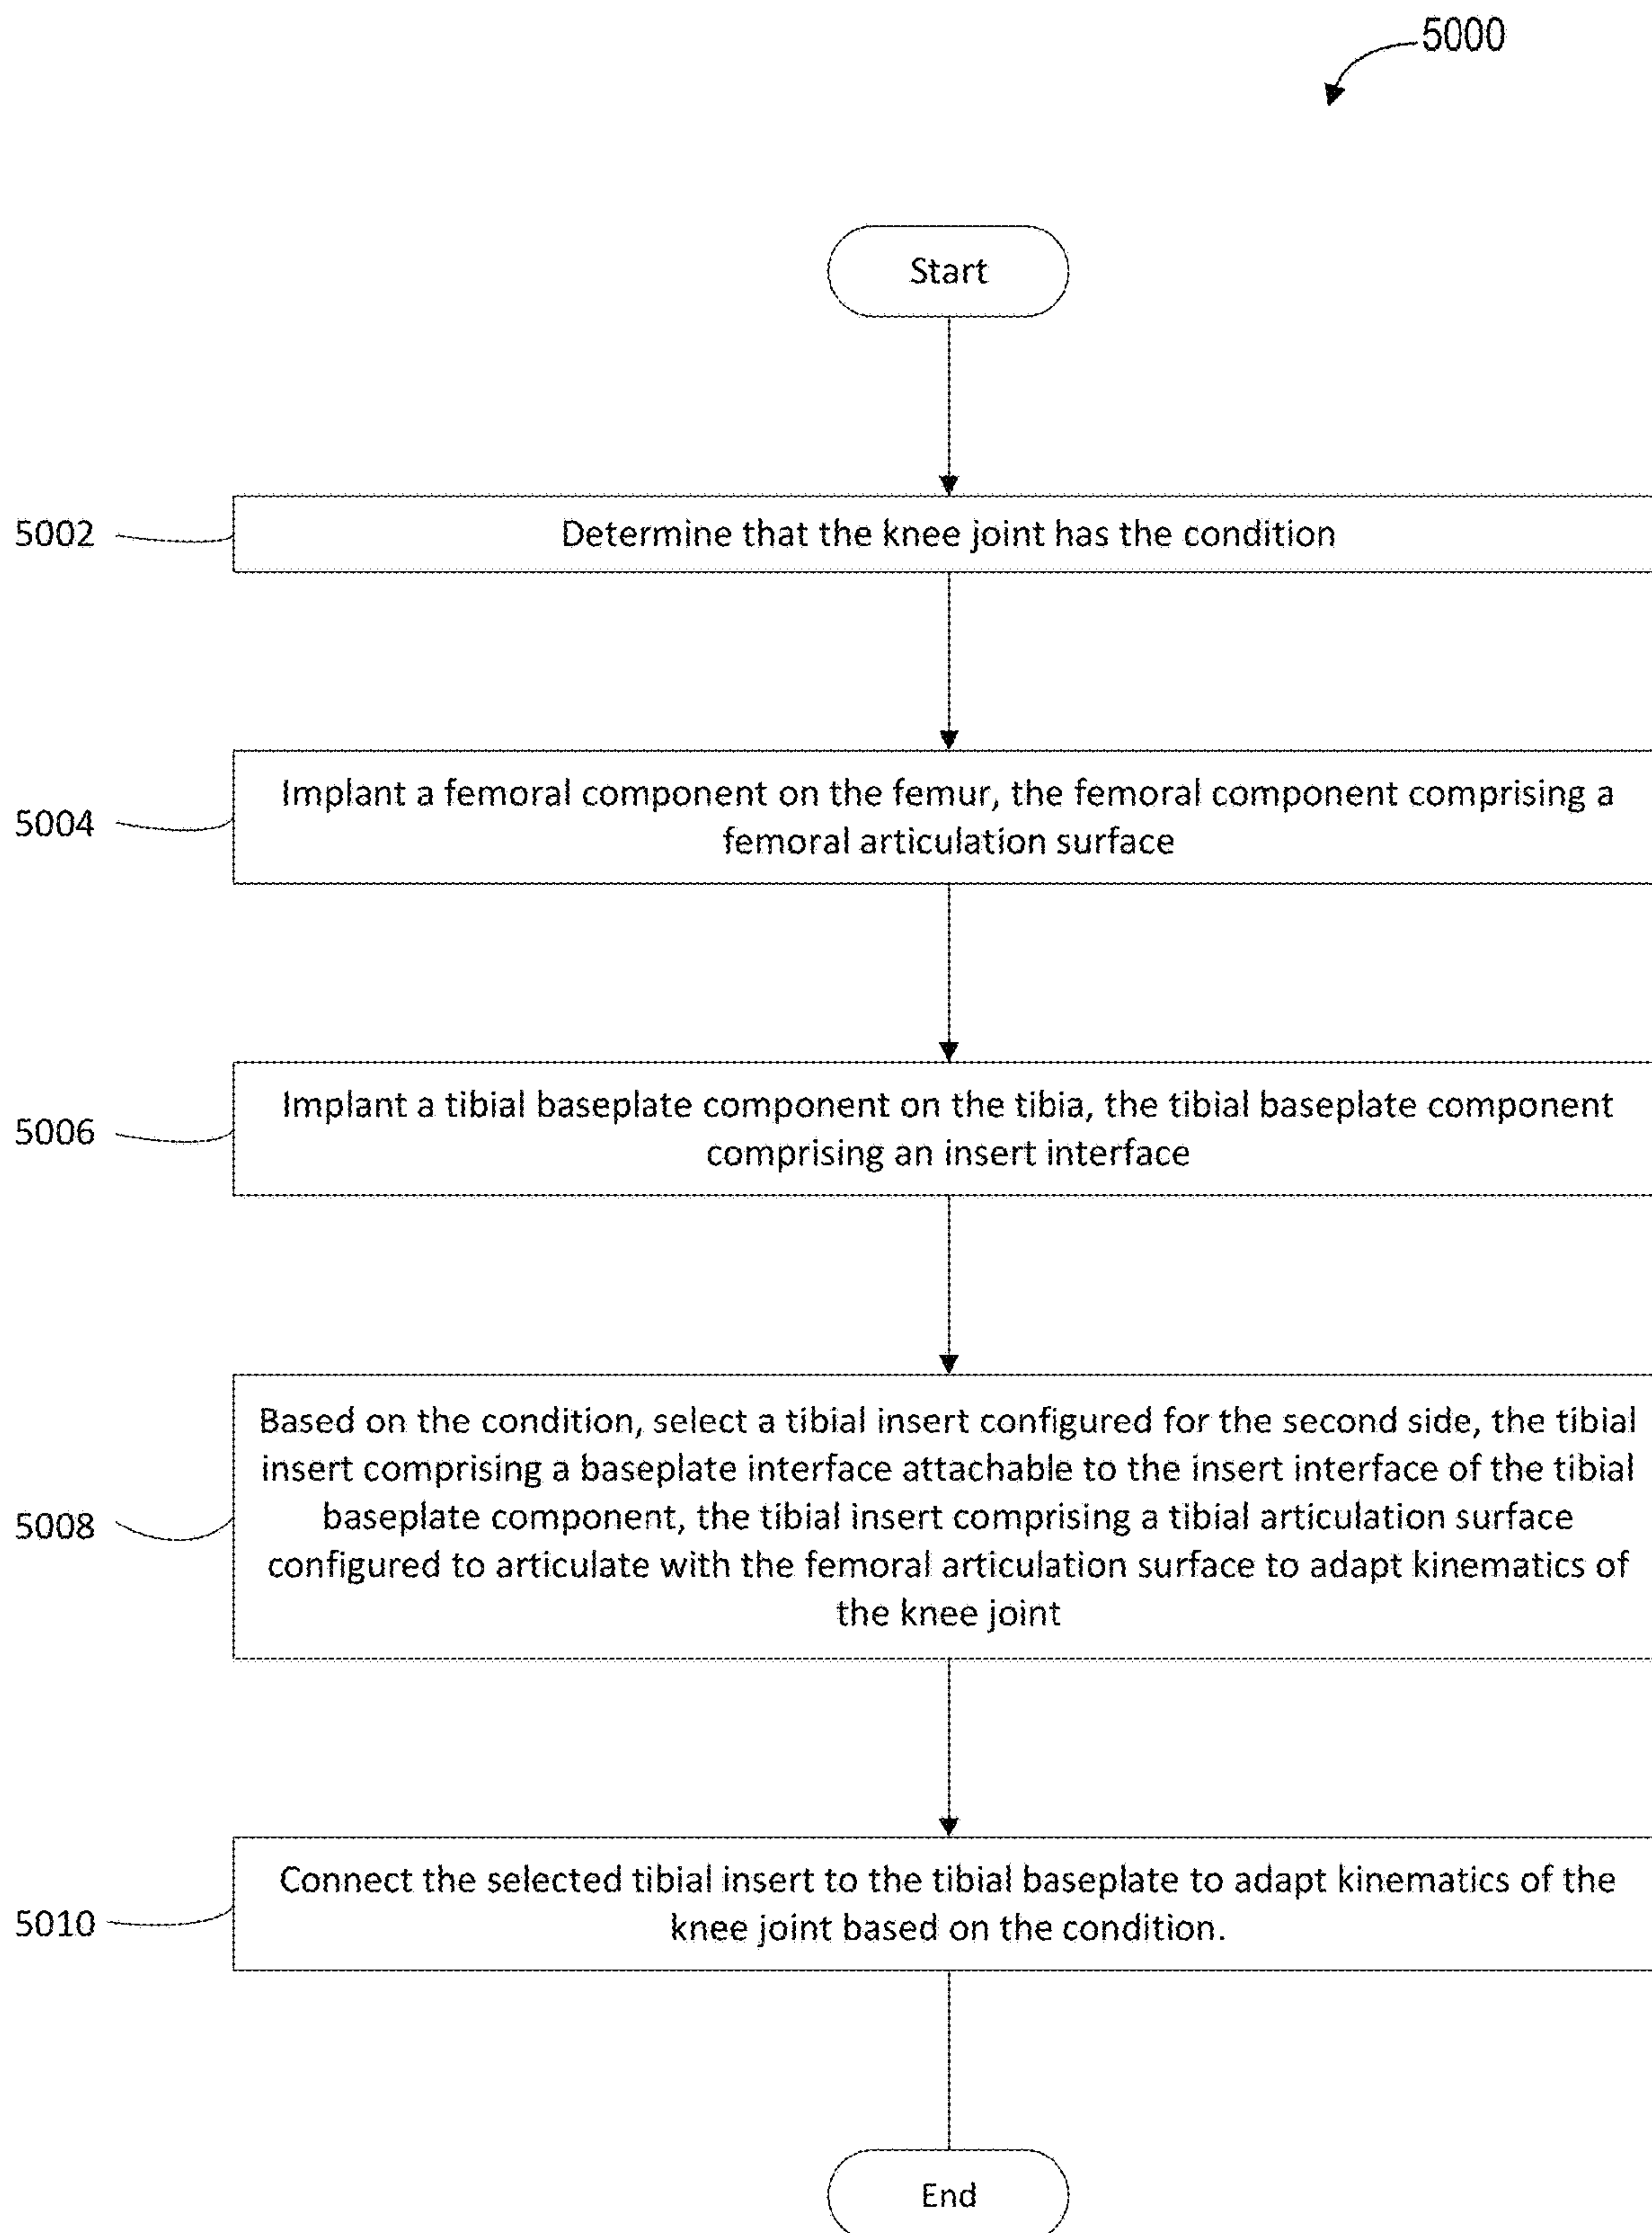 5000
Start
5002
Determine that the knee joint has the condition
5004
Implant a femoral component on the femur, the femoral component comprising a
femoral articulation surface
5006
Implant a tibial baseplate component on the tibia, the tibial baseplate component
comprising an insert interface
5008
Based on the condition, select a tibial insert configured for the second side, the tibial
insert comprising a baseplate interface attachable to the insert interface of the tibial
baseplate component, the tibial insert comprising a tibial articulation surface
configured to articulate with the femoral articulation surface to adapt kinematics of
the knee joint
5010
Connect the selected tibial insert to the tibial baseplate to adapt kinematics of the
knee joint based on the condition.
End